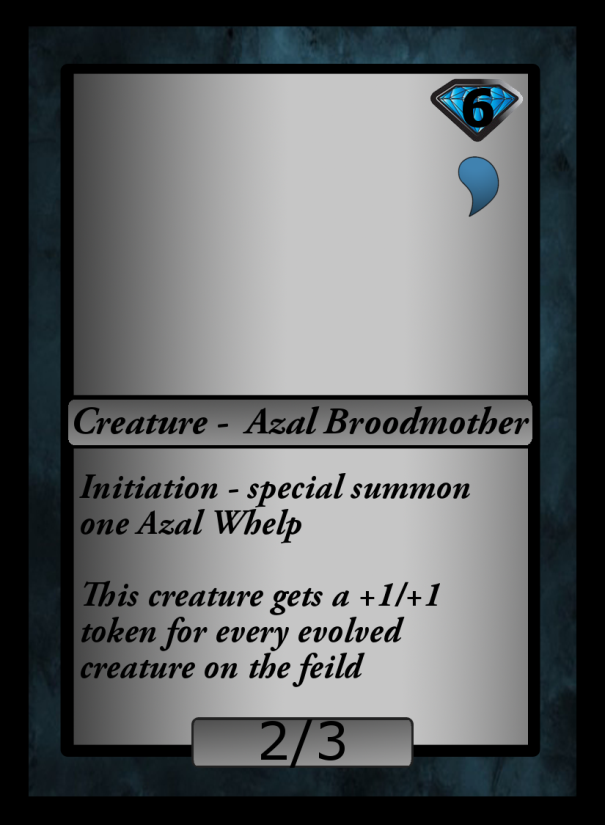 6
Creature - Azal Broodmother
Initiation - special summon
one Azal Whelp
This creature gets a +1/+1
token for every evolved
creature on the feild
2/3